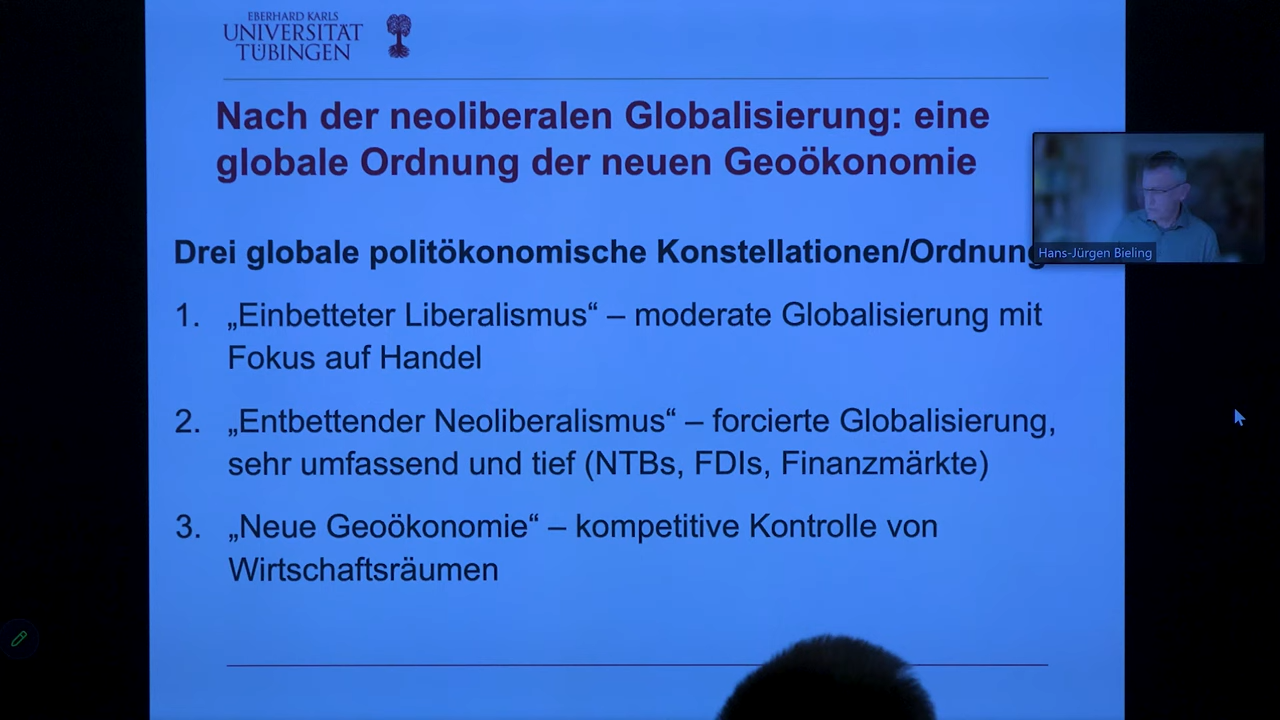 EBERHARD KARLS
UNIVERSITÄT
TÜBINGEN
Nach der neoliberalen Globalisierung: eine
globale Ordnung der neuen Geoökonomie
Drei globale politökonomische Konstellationen/Ordnung
Hans-Jürgen Bieling
1. „Einbetteter Liberalismus“ – moderate Globalisierung mit
Fokus auf Handel
2. „Entbettender Neoliberalismus“ – forcierte Globalisierung,
sehr umfassend und tief (NTBs, FDIs, Finanzmärkte)
3. „Neue Geoökonomie“ – kompetitive Kontrolle von
Wirtschaftsräumen